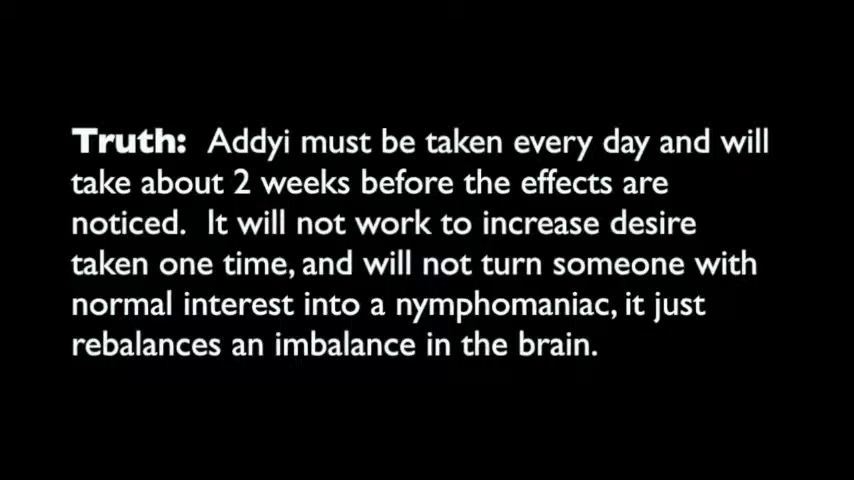 Truth: Addyi must be taken every day and will
take about 2 weeks before the effects are
noticed. It will not work to increase desire
taken one time, and will not turn someone with
normal interest into a nymphomaniac, it just
rebalances an imbalance in the brain.